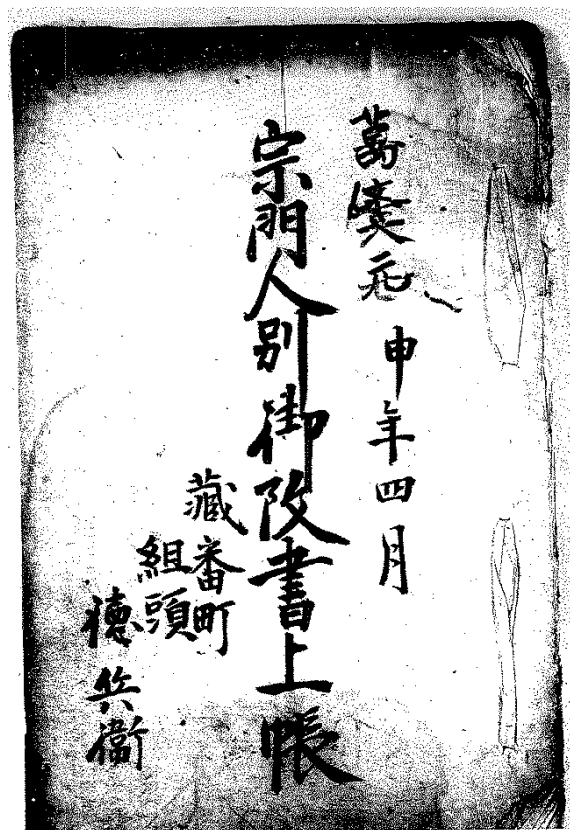 萬延元申年四月
宗門人別御改書上帳
藏番町
組頭
德兵衞